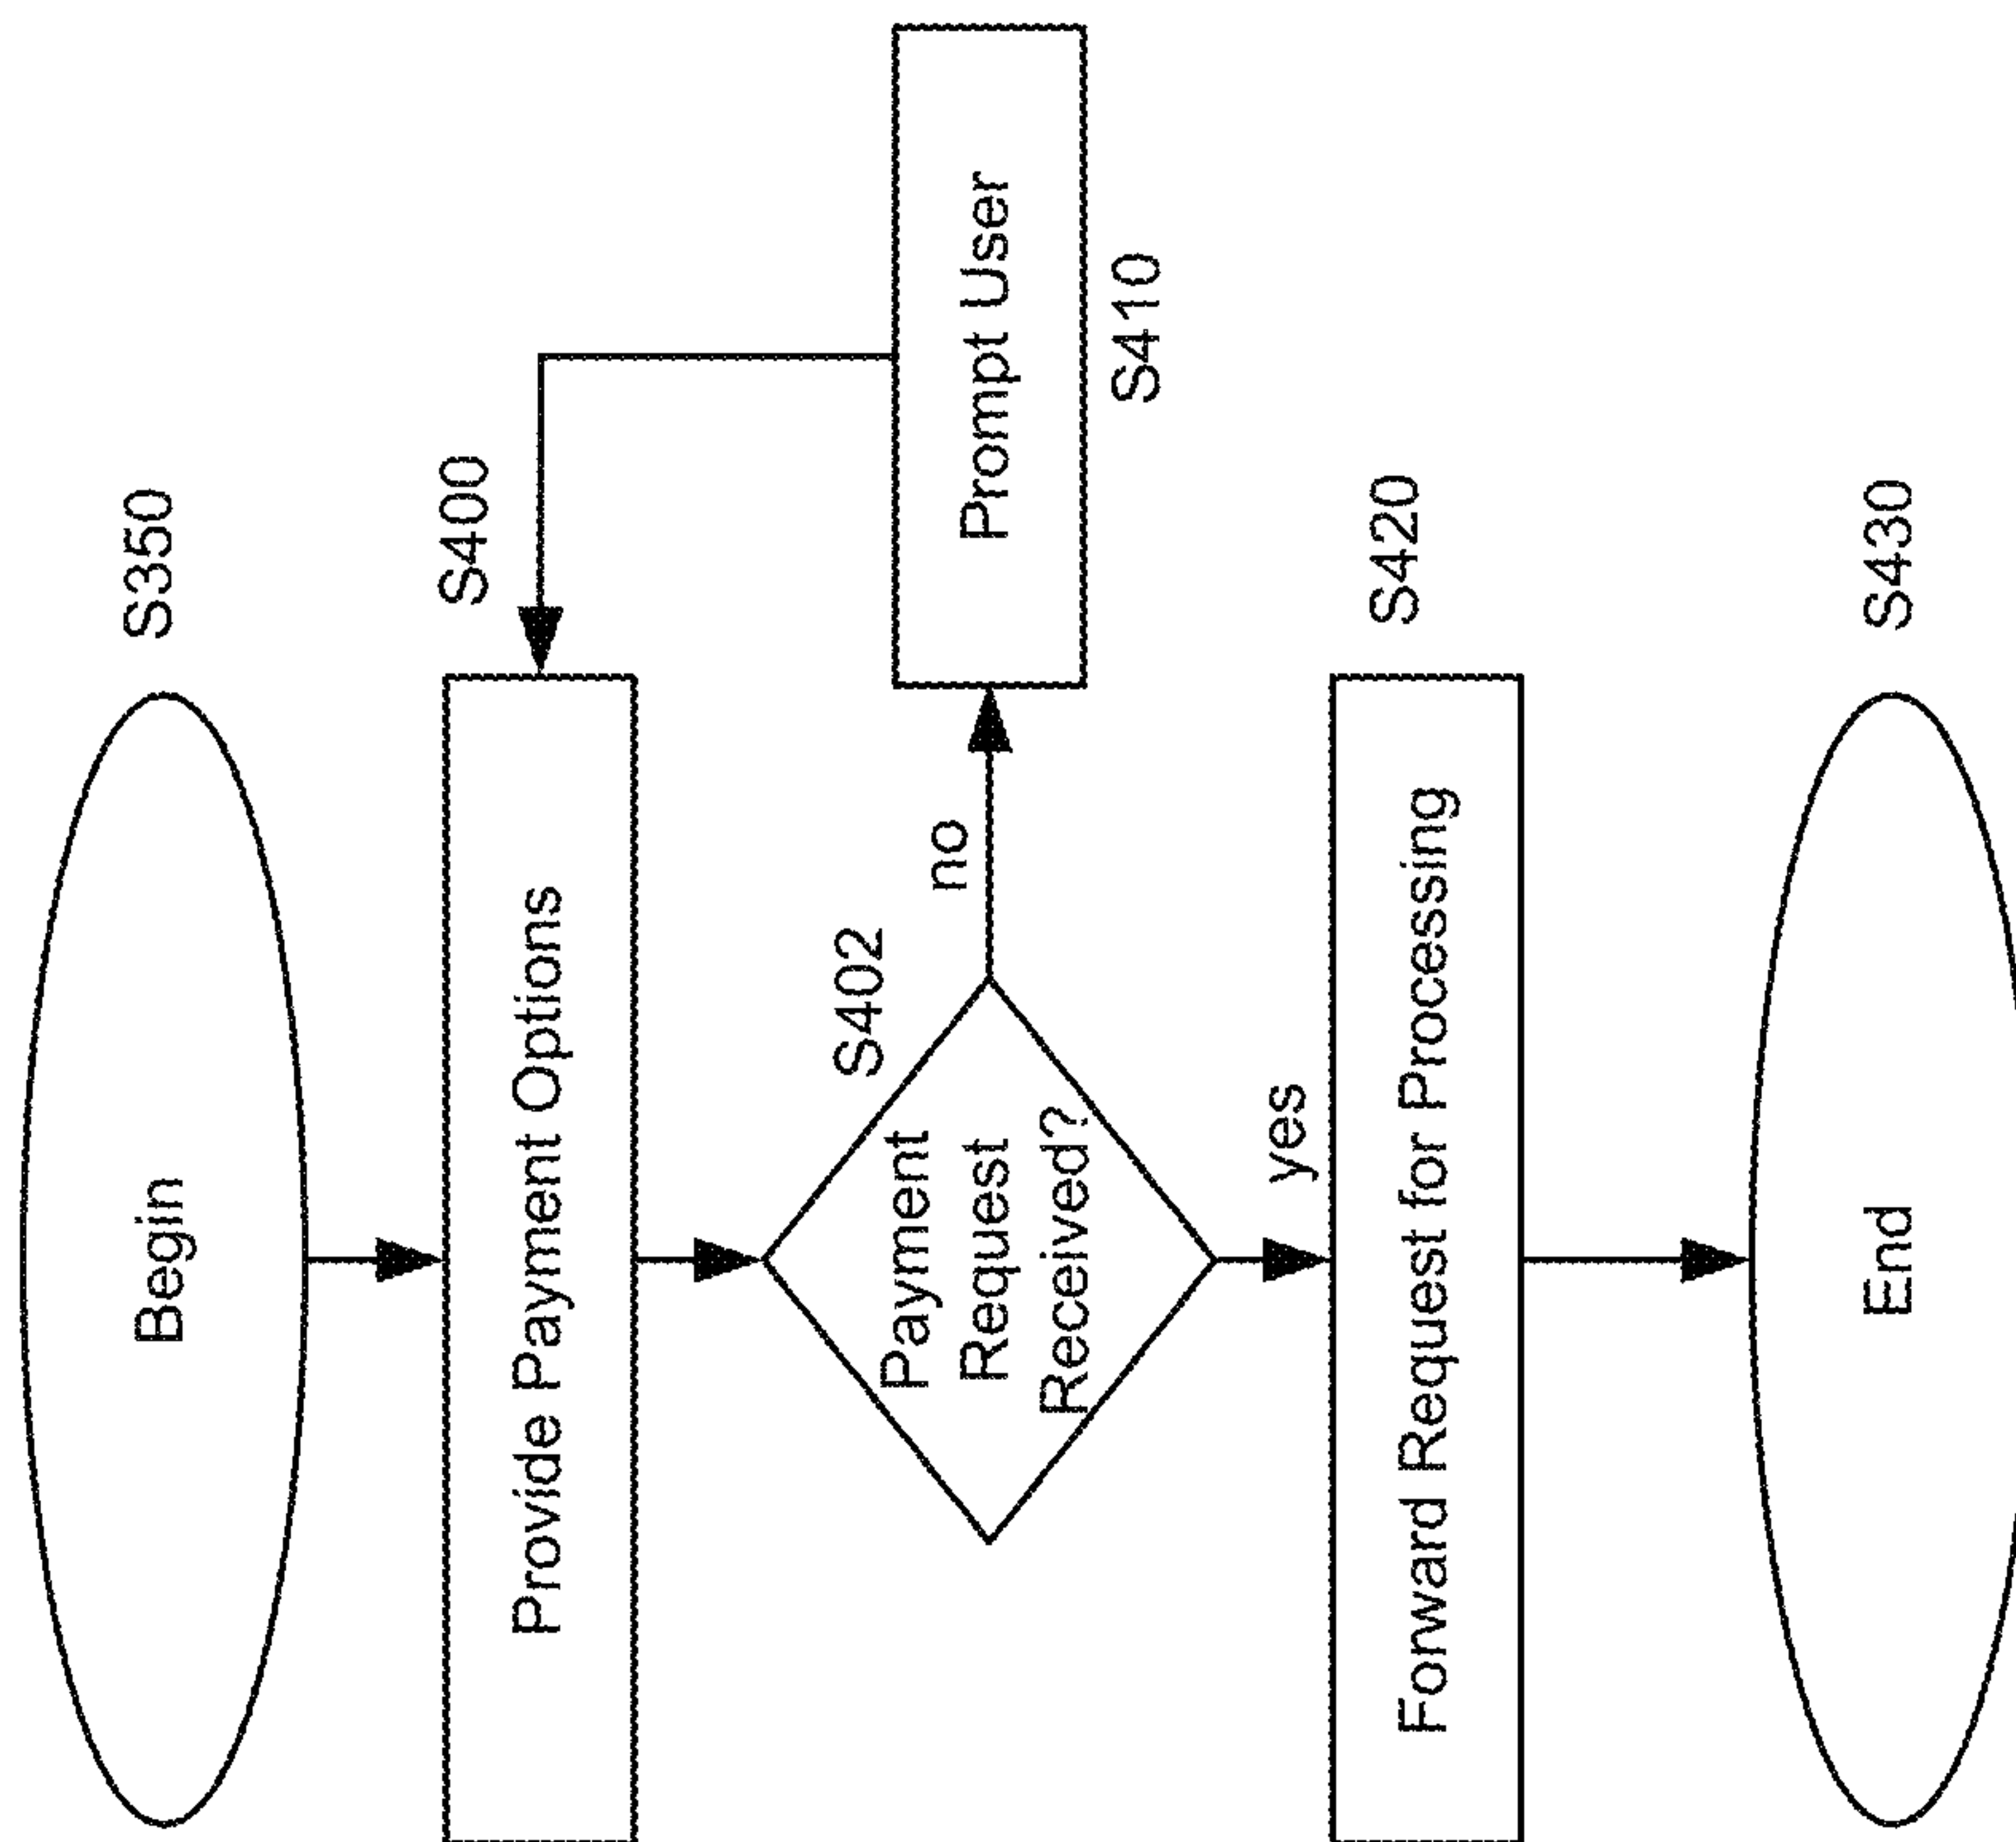 Begin
S350
Provide Payment Options
S400
Payment
Request
Received?
S402
no
Prompt User
S410
yes
Forward Request for Processing
S420
End
S430